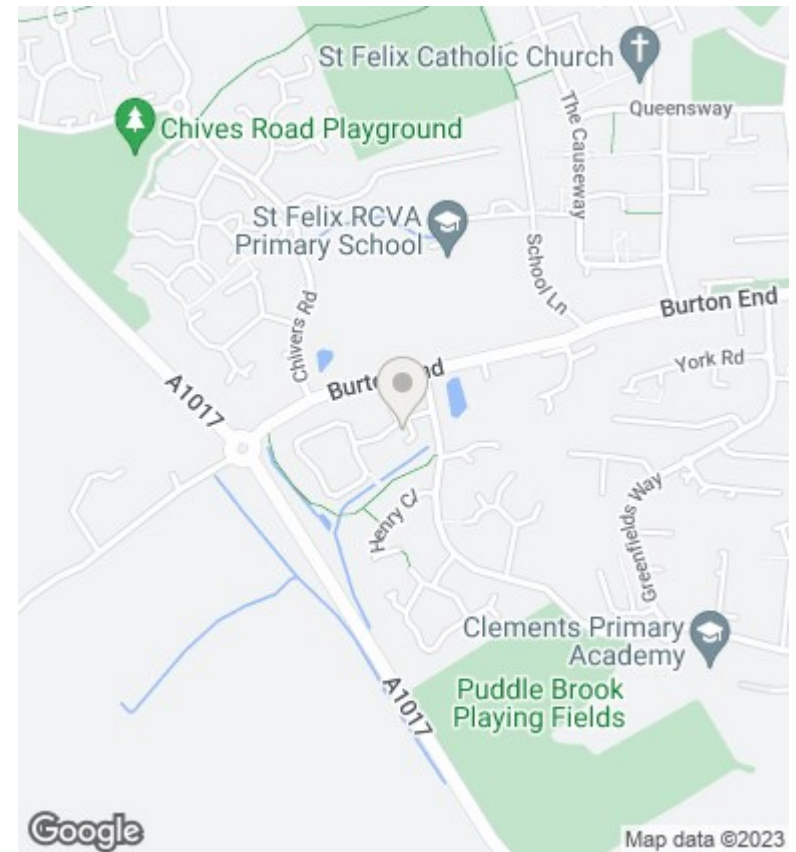 St Felix Catholic Church
Queensway
Chives Road Playground
The Causeway
St Felix RCVA
Primary School
School Ln
Burton End
Chivers Rd
York Rd
A1017
Burton End
Greenfields Way
Henry Cl
Clements Primary
Academy
Puddle Brook
Playing Fields
A1017
Google
Map data ©2023